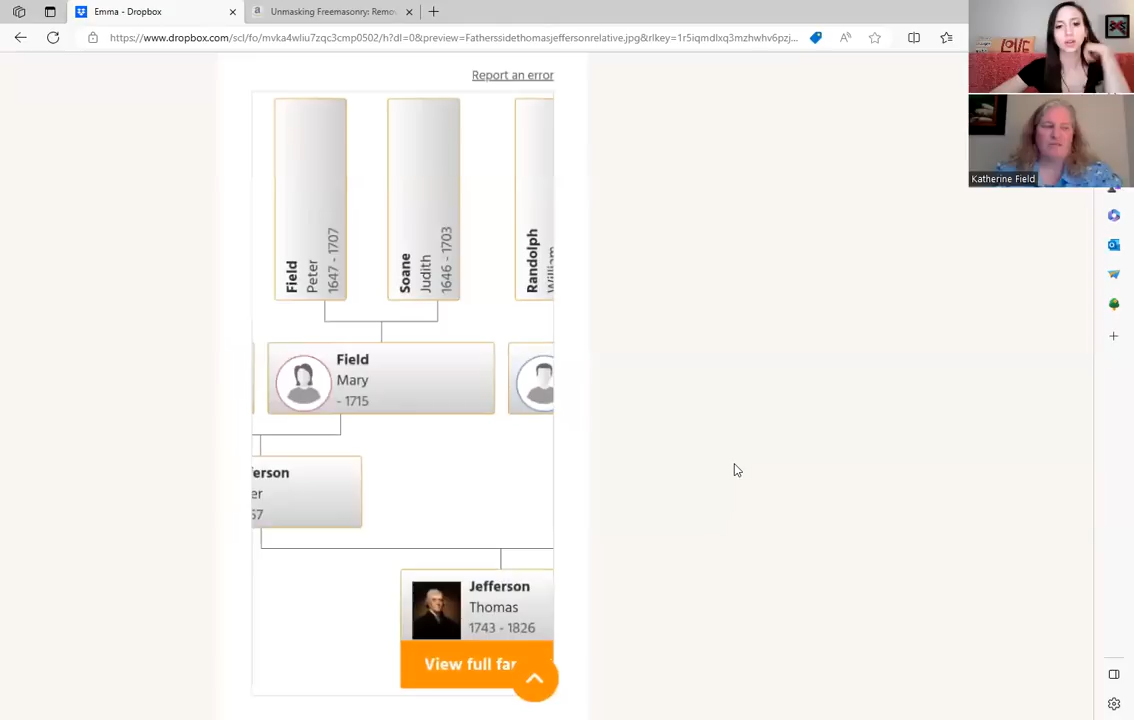 Emma - Dropbox
Unmasking Freemasonry: Remo
https://www.dropbox.com/scl/fo/mvka4wliu7zqc3cmp0502/h?dl=0&preview=Fatherssidethomasjeffersonrelative.jpg&rlkey=1r5iqmdlxq3mzhwhv6pzj...
LOVE
Katherine Field
Report an error
Field
Peter
1647 - 1707
Soane
Judith
1646 - 1703
Randolph
Field
Mary
- 1715
erson
er
57
Jefferson
Thomas
1743 - 1826
View full far